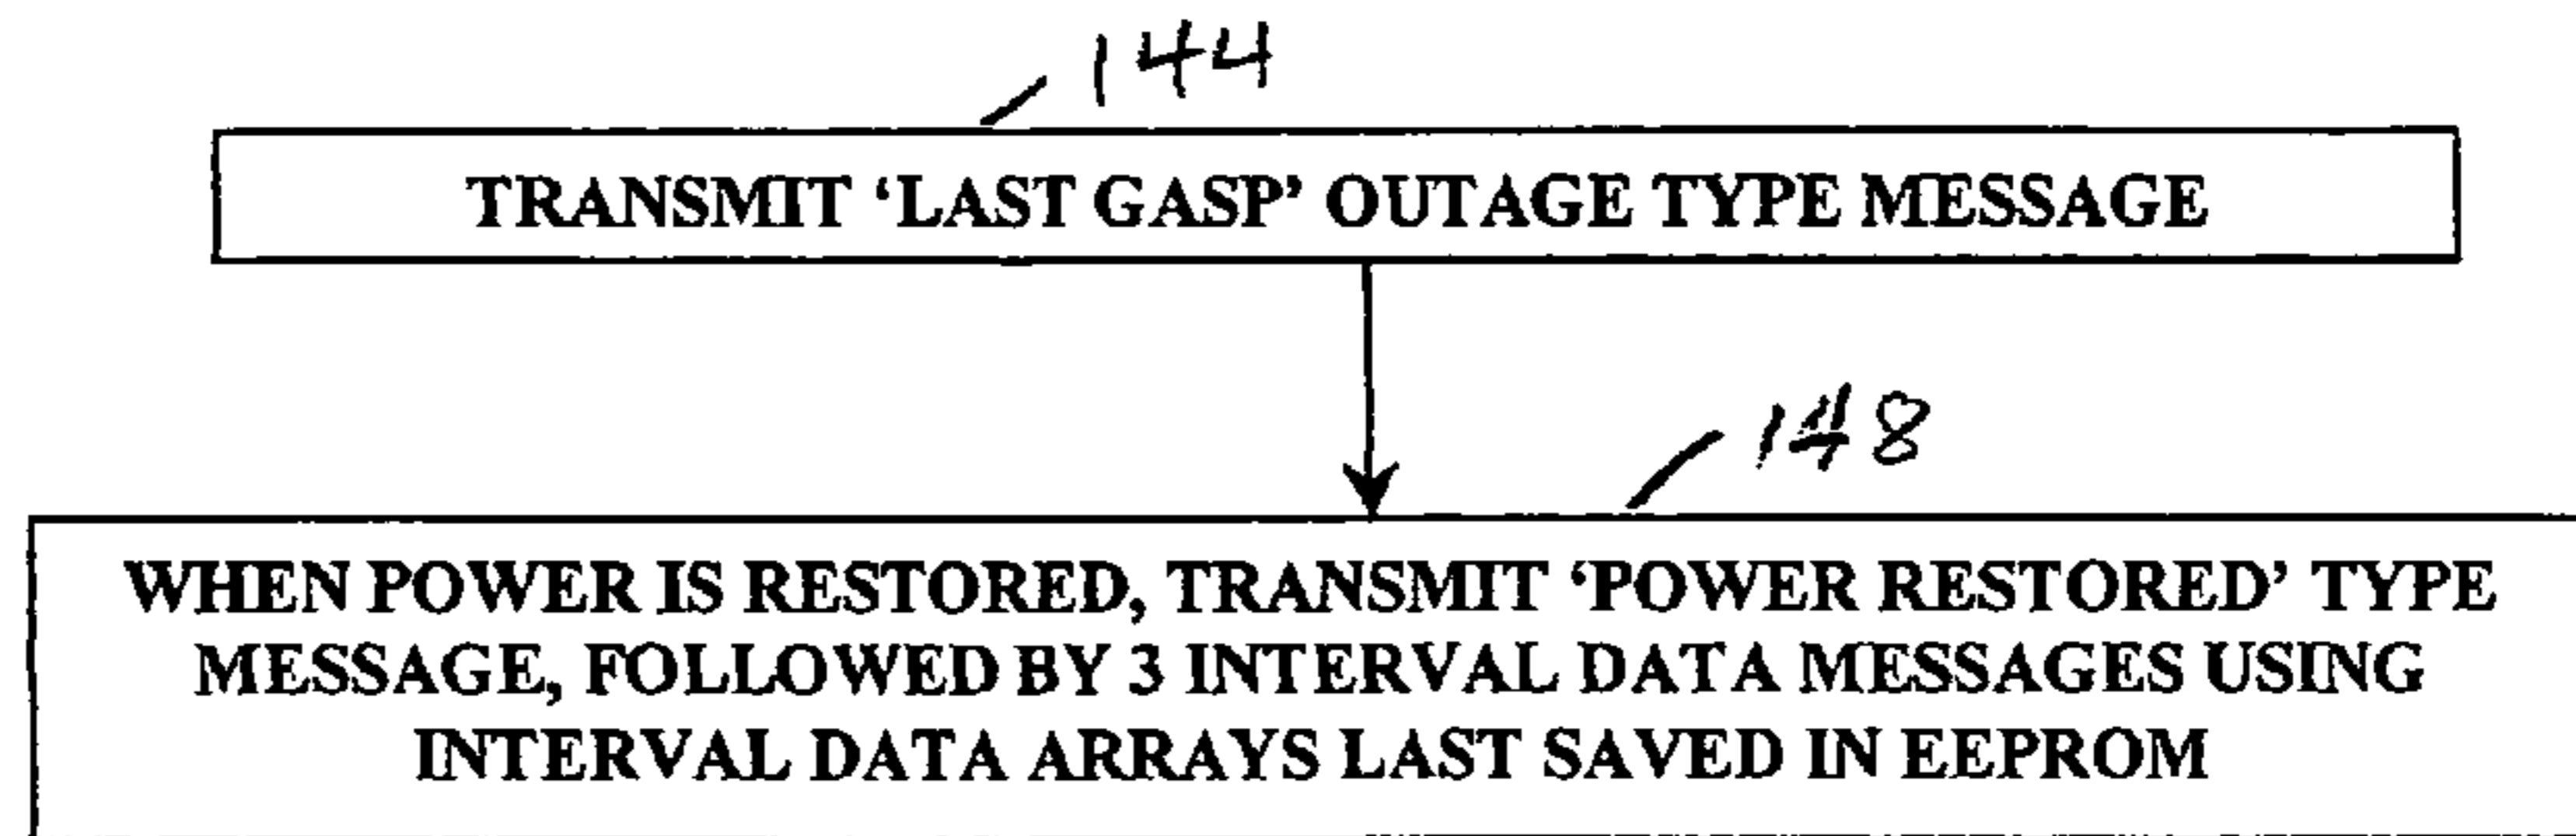 144
TRANSMIT ‘LAST GASP’ OUTAGE TYPE MESSAGE
148
WHEN POWER IS RESTORED, TRANSMIT ‘POWER RESTORED’ TYPE
MESSAGE, FOLLOWED BY 3 INTERVAL DATA MESSAGES USING
INTERVAL DATA ARRAYS LAST SAVED IN EEPROM